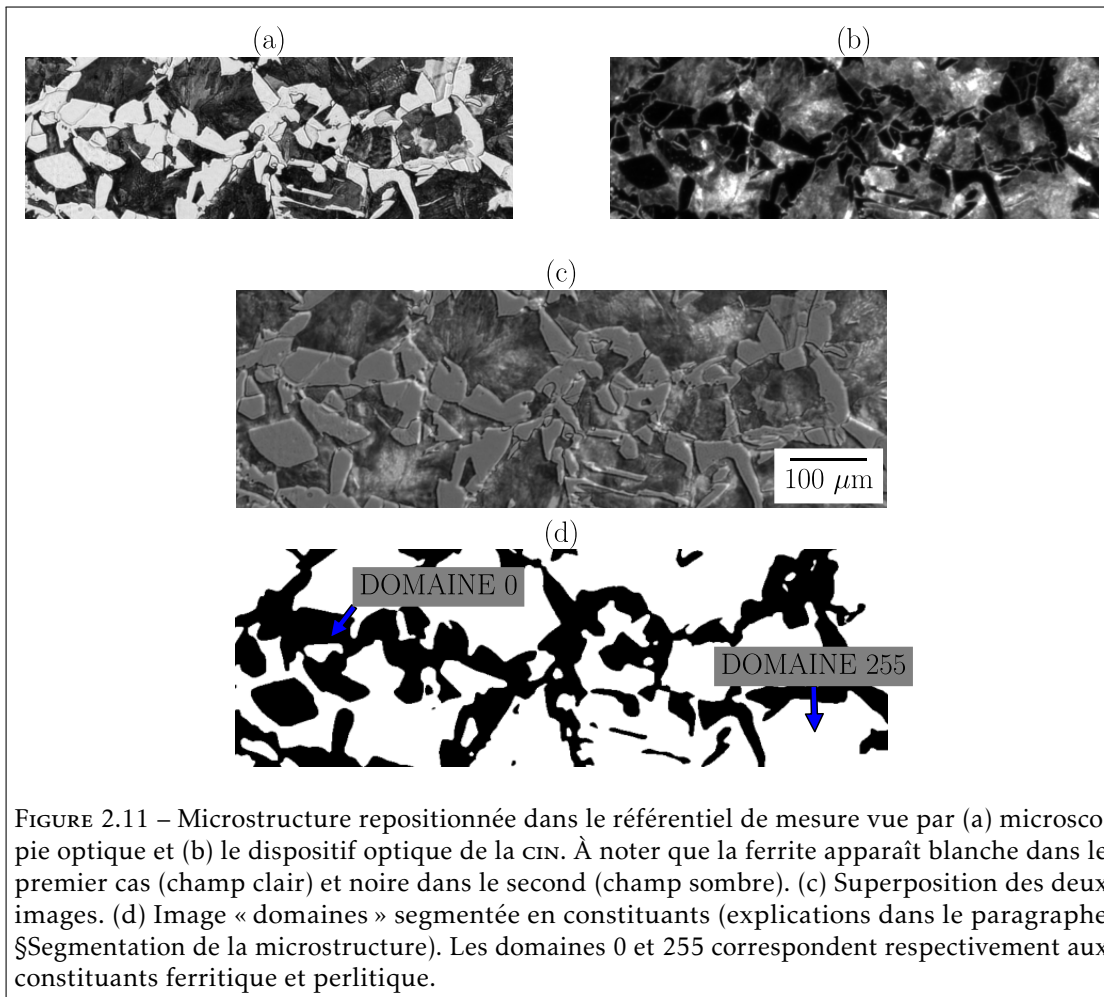 (a)
(b)
(c)
100 μm
(d)
DOMAINE 0
DOMAINE 255
FIGURE 2.11 – Microstructure repositionnée dans le référentiel de mesure vue par (a) microsco
pie optique et (b) le dispositif optique de la CIN. À noter que la ferrite apparaît blanche dans le
premier cas (champ clair) et noire dans le second (champ sombre). (c) Superposition des deux
images. (d) Image « domaines » segmentée en constituants (explications dans le paragraphe
§Segmentation de la microstructure). Les domaines 0 et 255 correspondent respectivement aux
constituants ferritique et perlitique.